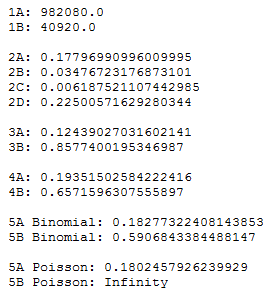 1A: 982080.0
1B: 40920.0
2A: 0.17796990996009995
2B: 0.03476723176873101
2C: 0.006187521107442985
2D: 0.22500571629280344
3A: 0.12439027031602141
3B: 0.8577400195346987
4A: 0.19351502584222416
4B: 0.6571596307555897
5A Binomial: 0.18277322408143853
5B Binomial: 0.5906843384488147
5A Poisson: 0.1802457926239929
5B Poisson: Infinity